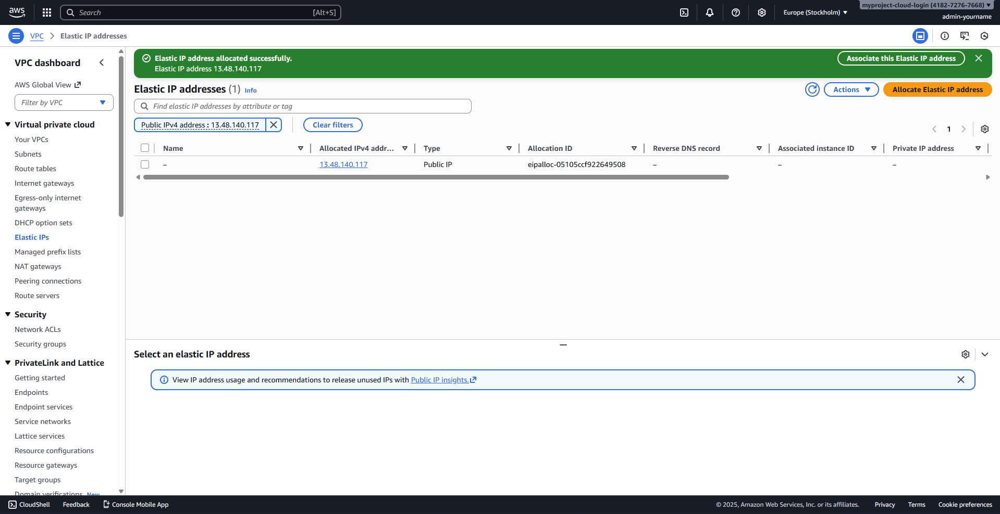 aws
Search
[Alt+S]
Europe (Stockholm)
myproject-cloud-login (4182-7276-7668)
admin-yourname
VPC
Elastic IP addresses
VPC dashboard
AWS Global View
Filter by VPC
Virtual private cloud
Your VPCs
Subnets
Route tables
Internet gateways
Egress-only internet
gateways
DHCP option sets
Elastic IPs
Managed prefix lists
NAT gateways
Peering connections
Route servers
Security
Network ACLs
Security groups
PrivateLink and Lattice
Getting started
Endpoints
Endpoint services
Service networks
Lattice services
Resource configurations
Resource gateways
Target groups
Domain verifications New
Elastic IP address allocated successfully.
Elastic IP address 13.48.140.117
Associate this Elastic IP address
Elastic IP addresses (1) Info
Actions
Allocate Elastic IP address
Find elastic IP addresses by attribute or tag
Public IPv4 address : 13.48.140.117
Clear filters
1
Name Allocated IPv4 addr... Type Allocation ID Reverse DNS record Associated instance ID Private IP address
– 13.48.140.117 Public IP eipalloc-05105ccf922649508 – – –
Select an elastic IP address
View IP address usage and recommendations to release unused IPs with Public IP insights.
CloudShell Feedback Console Mobile App © 2025, Amazon Web Services, Inc. or its affiliates. Privacy Terms Cookie preferences